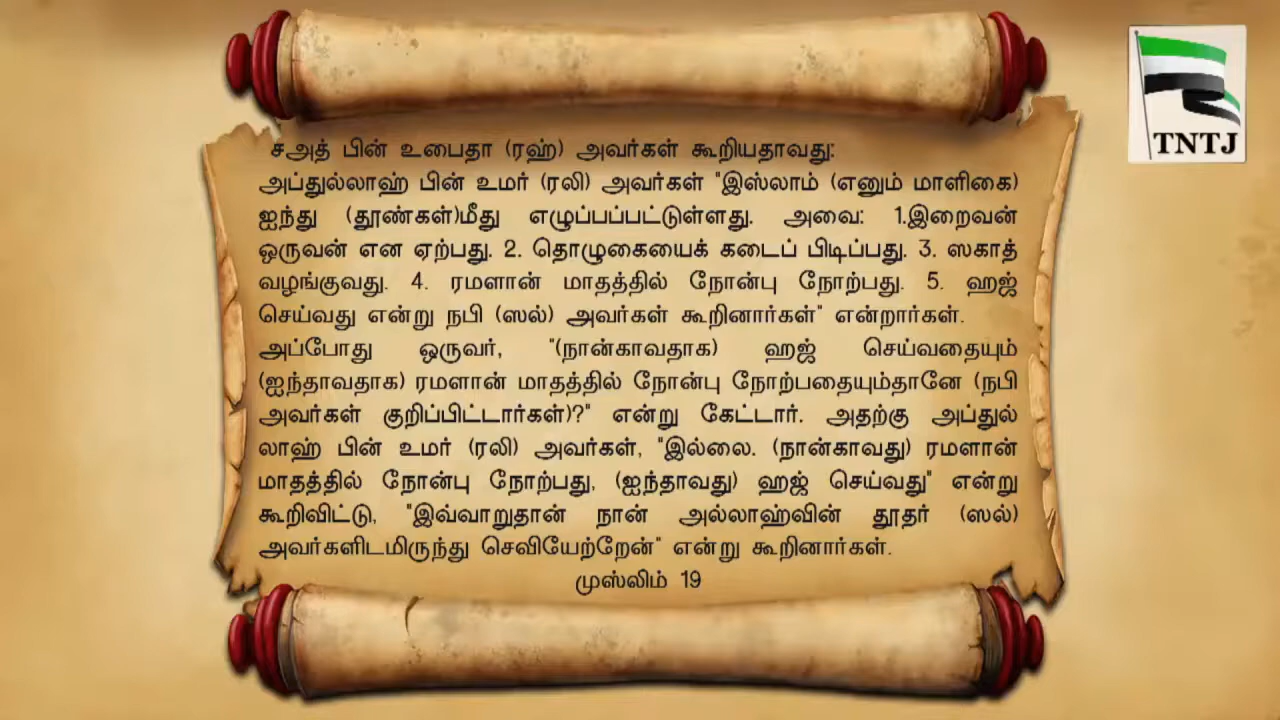 சஅத் பின் உபைதா (ரஹ்) அவர்கள் கூறியதாவது:
அப்துல்லாஹ் பின் உமர் (ரலி) அவர்கள் "இஸ்லாம் (எனும் மாளிகை)
ஐந்து (தூண்கள்)மீது எழுப்பப்பட்டுள்ளது. அவை: 1.இறைவன்
ஒருவன் என ஏற்பது. 2. தொழுகையைக் கடைப் பிடிப்பது. 3. ஸகாத்
வழங்குவது. 4. ரமளான் மாதத்தில் நோன்பு நோற்பது. 5. ஹஜ்
செய்வது என்று நபி (ஸல்) அவர்கள் கூறினார்கள்" என்றார்கள்.
அப்போது ஒருவர், "(நான்காவதாக) ஹஜ் செய்வதையும்
(ஐந்தாவதாக) ரமளான் மாதத்தில் நோன்பு நோற்பதையும்தானே (நபி
அவர்கள் குறிப்பிட்டார்கள்)?" என்று கேட்டார். அதற்கு அப்துல்
லாஹ் பின் உமர் (ரலி) அவர்கள், "இல்லை. (நான்காவது) ரமளான்
மாதத்தில் நோன்பு நோற்பது, (ஐந்தாவது) ஹஜ் செய்வது" என்று
கூறிவிட்டு, "இவ்வாறுதான் நான் அல்லாஹ்வின் தூதர் (ஸல்)
அவர்களிடமிருந்து செவியேற்றேன்" என்று கூறினார்கள்.
முஸ்லிம் 19
TNTJ